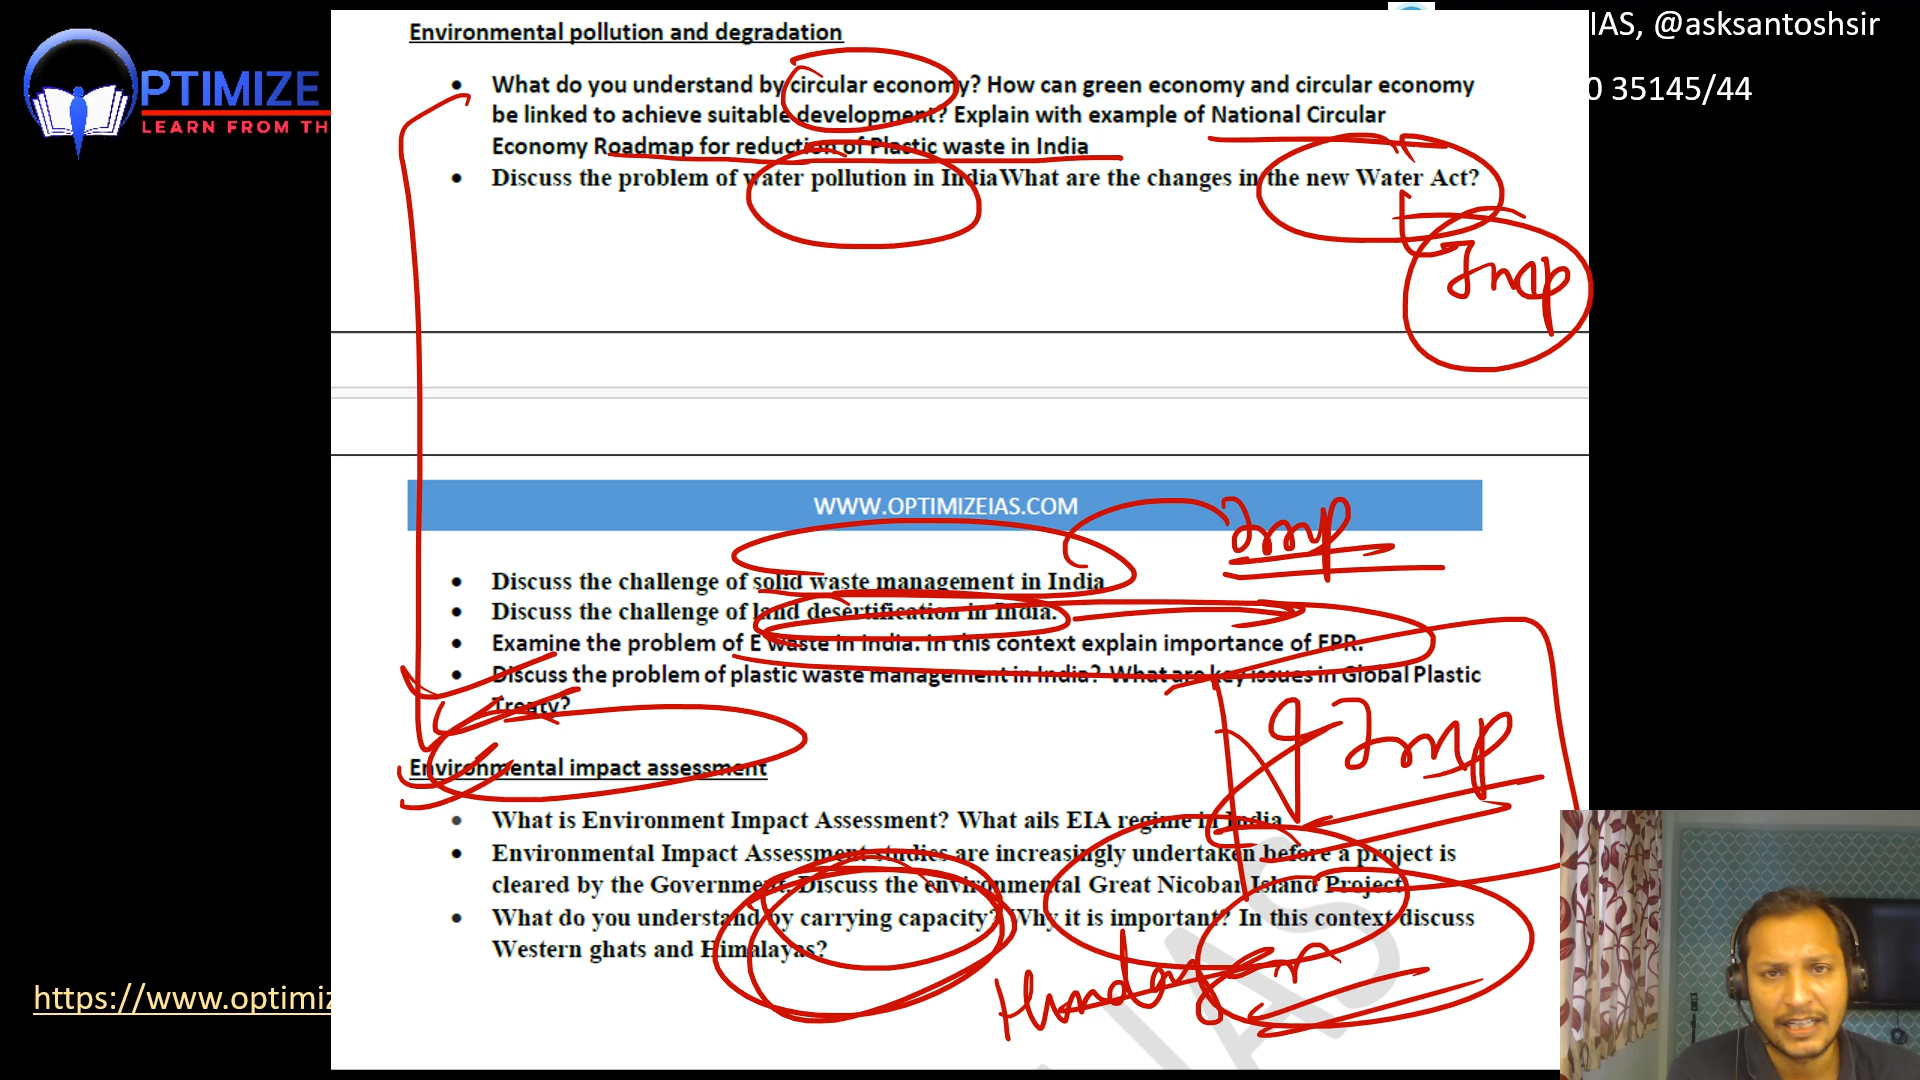 PTIMIZE
LEARN FROM TH
IAS, @asksantoshsir
0 35145/44
Environmental pollution and degradation
• What do you understand by circular economy? How can green economy and circular economy
be linked to achieve suitable development? Explain with example of National Circular
Economy Roadmap for reduction of Plastic waste in India
• Discuss the problem of water pollution in IndiaWhat are the changes in the new Water Act?
Imp
WWW.OPTIMIZEIAS.COM
Imp
• Discuss the challenge of solid waste management in India
• Discuss the challenge of land desertification in India.
• Examine the problem of E waste in India. In this context explain importance of EPR.
• Discuss the problem of plastic waste management in India? What are key issues in Global Plastic
Treaty?
Imp
Environmental impact assessment
• What is Environment Impact Assessment? What ails EIA regime in India
• Environmental Impact Assessment studies are increasingly undertaken before a project is
cleared by the Government. Discuss the environmental Great Nicobar Island Project
• What do you understand by carrying capacity? Why it is important? In this context discuss
Western ghats and Himalayas?
IAS
https://www.optimiz